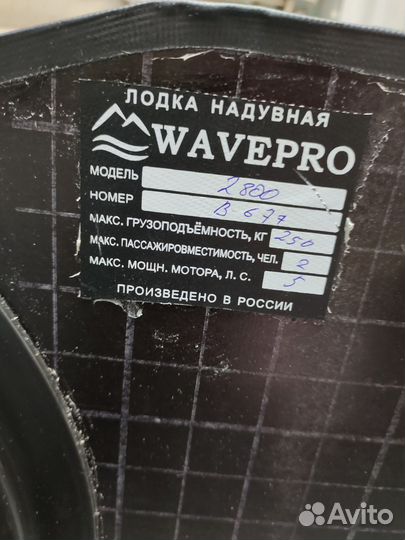 ЛОДКА НАДУВНАЯ
WAVEPRO
МОДЕЛЬ 2800
НОМЕР В-677
МАКС. ГРУЗОПОДЪЁМНОСТЬ, КГ 250
МАКС. ПАССАЖИРОВМЕСТИМОСТЬ, ЧЕЛ. 2
МАКС. МОЩН. МОТОРА, Л. С. 5
ПРОИЗВЕДЕНО В РОССИИ
Avito